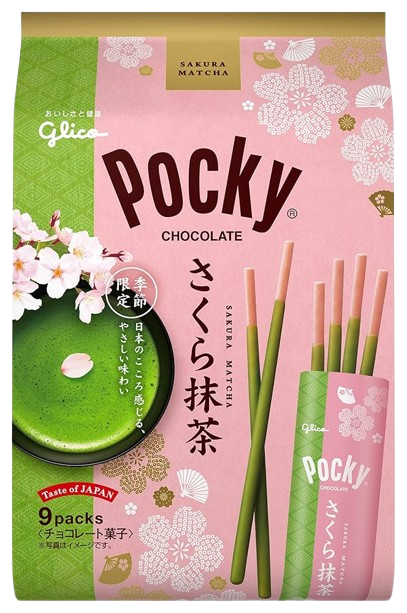 SAKURA
MATCHA
おいしさと健康
Glico
Pocky®
CHOCOLATE
さくら抹茶
SAKURA MATCHA
季節
限定
日本のこころ感じる、
やさしい味わい
Taste of JAPAN
9packs
〈チョコレート菓子〉
※写真はイメージです。
Glico
Pocky
CHOCOLATE
さくら抹茶
SAKURA MATCHA